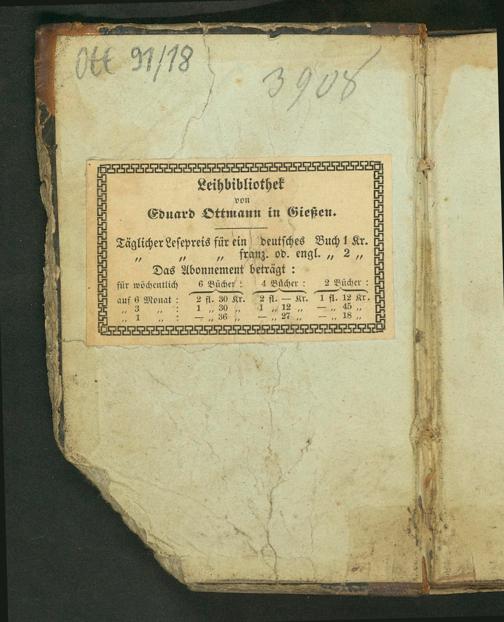 Ott 91/18
3908
Leihbibliothek
von
Eduard Ottmann in Gießen.
Täglicher Lesepreis für ein deutsches Buch 1 Kr.
„ „ „ franz. od. engl. „ 2 „
Das Abonnement beträgt :
für wöchentlich 6 Bücher : 4 Bücher : 2 Bücher :
auf 6 Monat : 2 fl. 30 Kr. 2 fl. — Kr. 1 fl. 12 Kr.
„ 3 „ : 1 „ 30 „ 1 „ 12 „ — „ 45 „
„ 1 „ : — „ 36 „ — „ 27 „ — „ 18 „